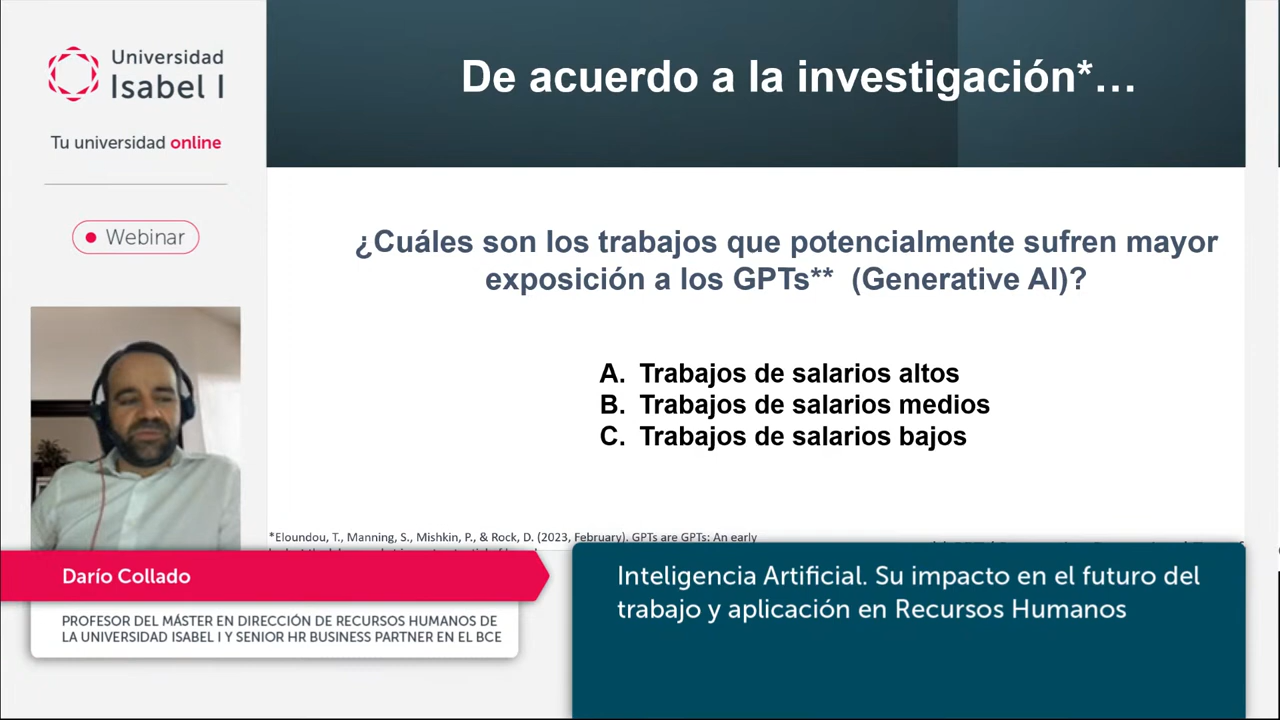 Universidad
Isabel I
Tu universidad online
Webinar
De acuerdo a la investigación*…
¿Cuáles son los trabajos que potencialmente sufren mayor
exposición a los GPTs** (Generative AI)?
A. Trabajos de salarios altos
B. Trabajos de salarios medios
C. Trabajos de salarios bajos
*Eloundou, T., Manning, S., Mishkin, P., & Rock, D. (2023, February). GPTs are GPTs: An early
Darío Collado
PROFESOR DEL MÁSTER EN DIRECCIÓN DE RECURSOS HUMANOS DE
LA UNIVERSIDAD ISABEL I Y SENIOR HR BUSINESS PARTNER EN EL BCE
Inteligencia Artificial. Su impacto en el futuro del
trabajo y aplicación en Recursos Humanos